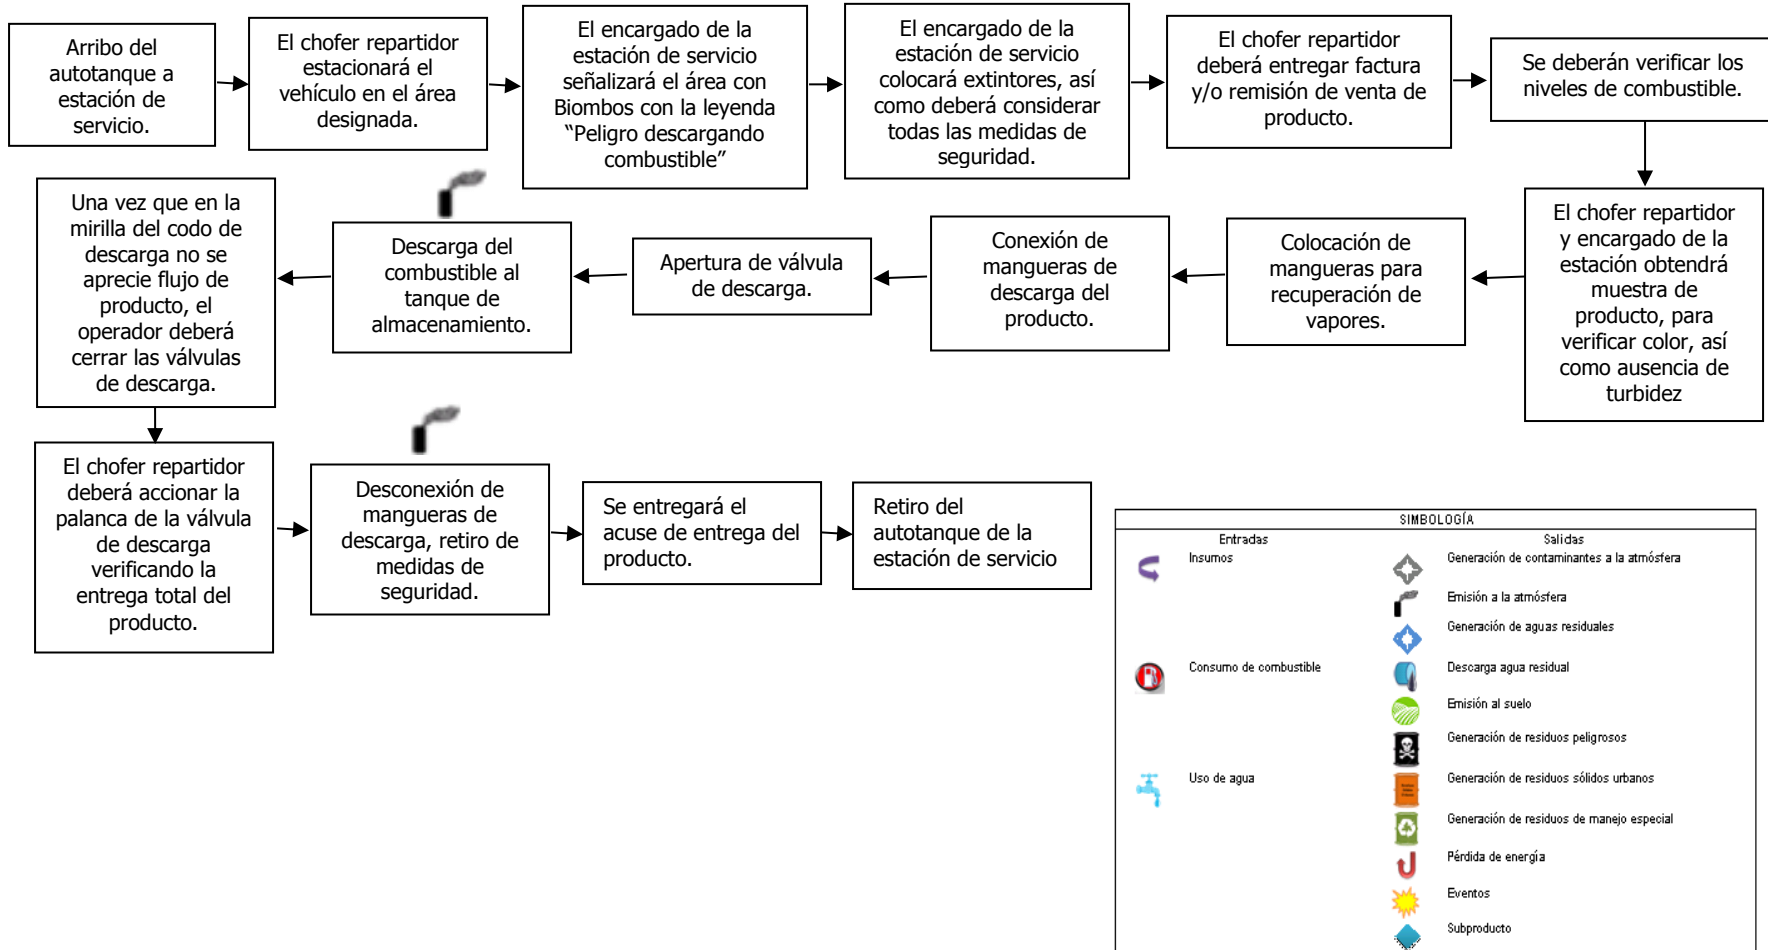 Arribo del
autotanque a
estación de
servicio.
El chofer repartidor
estacionará el
vehículo en el área
designada.
El encargado de la
estación de servicio
señalizará el área con
Biombos con la leyenda
“Peligro descargando
combustible”
El encargado de la
estación de servicio
colocará extintores, así
como deberá considerar
todas las medidas de
seguridad.
El chofer repartidor
deberá entregar factura
y/o remisión de venta de
producto.
Se deberán verificar los
niveles de combustible.
El chofer repartidor
y encargado de la
estación obtendrá
muestra de
producto, para
verificar color, así
como ausencia de
turbidez
Colocación de
mangueras para
recuperación de
vapores.
Conexión de
mangueras de
descarga del
producto.
Apertura de válvula
de descarga.
Descarga del
combustible al
tanque de
almacenamiento.
Una vez que en la
mirilla del codo de
descarga no se
aprecie flujo de
producto, el
operador deberá
cerrar las válvulas
de descarga.
El chofer repartidor
deberá accionar la
palanca de la válvula
de descarga
verificando la
entrega total del
producto.
Desconexión de
mangueras de
descarga, retiro de
medidas de
seguridad.
Se entregará el
acuse de entrega del
producto.
Retiro del
autotanque de la
estación de servicio
SIMBOLOGÍA
Entradas
Salidas
Insumos
Generación de contaminantes a la atmósfera
Emisión a la atmósfera
Generación de aguas residuales
Consumo de combustible
Descarga agua residual
Emisión al suelo
Generación de residuos peligrosos
Uso de agua
Generación de residuos sólidos urbanos
Generación de residuos de manejo especial
Pérdida de energía
Eventos
Subproducto